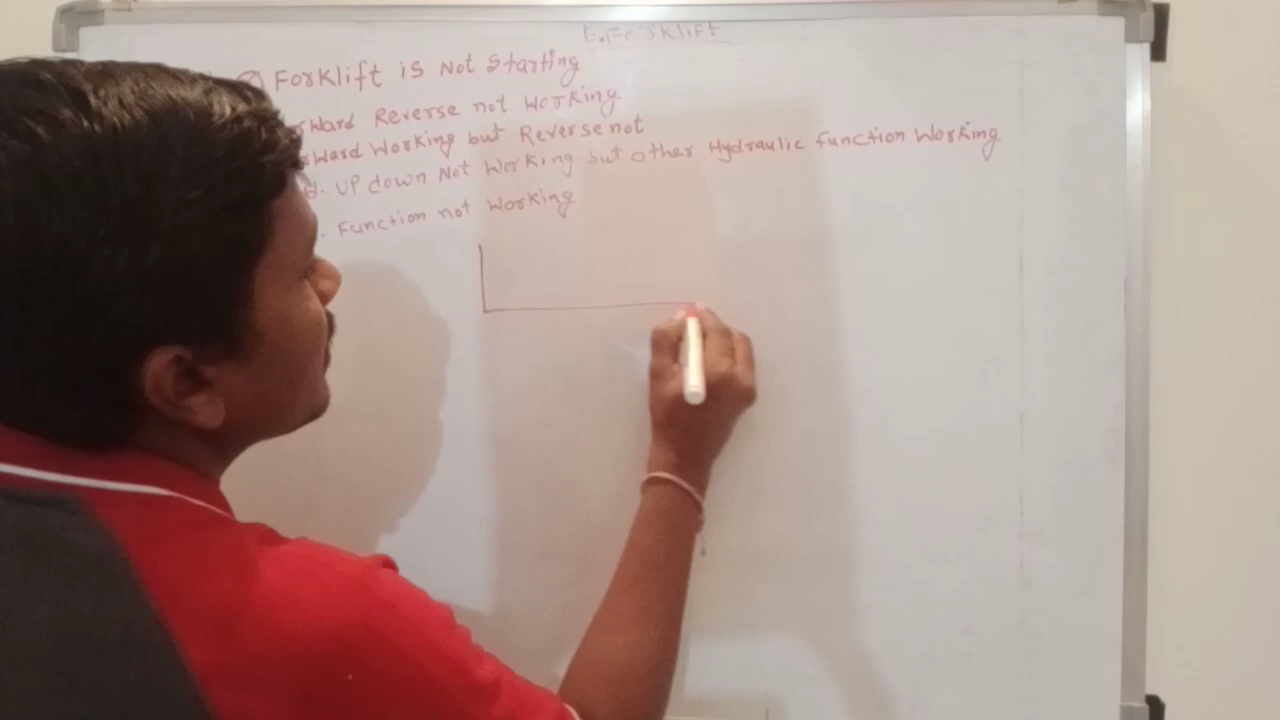 E.Forklift
Forklift is Not Starting
Reverse not Working
Working but Reverse not
UP down Not Working but other Hydraulic function Working
Function not Working